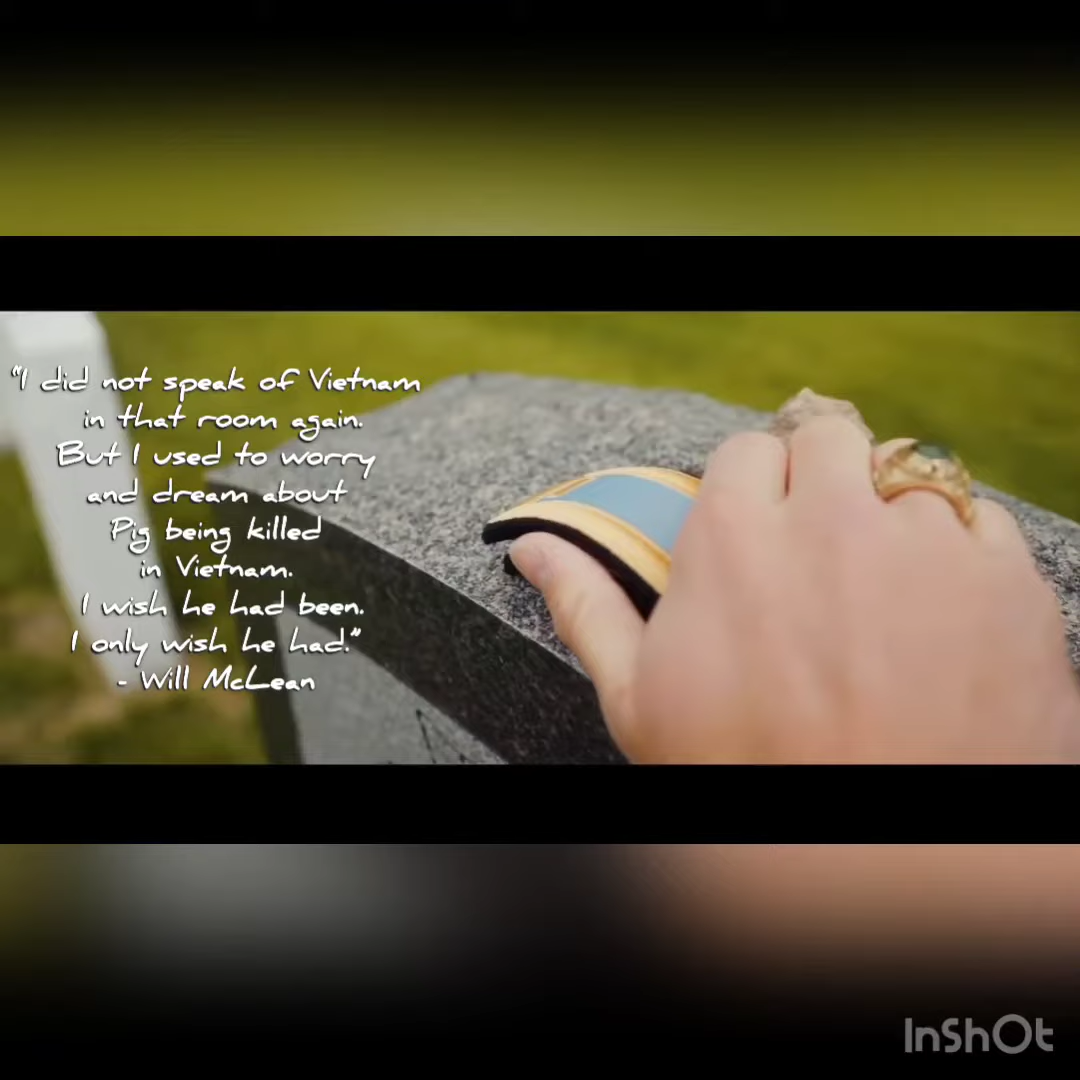 "I did not speak of Vietnam
in that room again.
But I used to worry
and dream about
Pig being killed
in Vietnam.
I wish he had been.
I only wish he had."
- Will McLean
InShOt